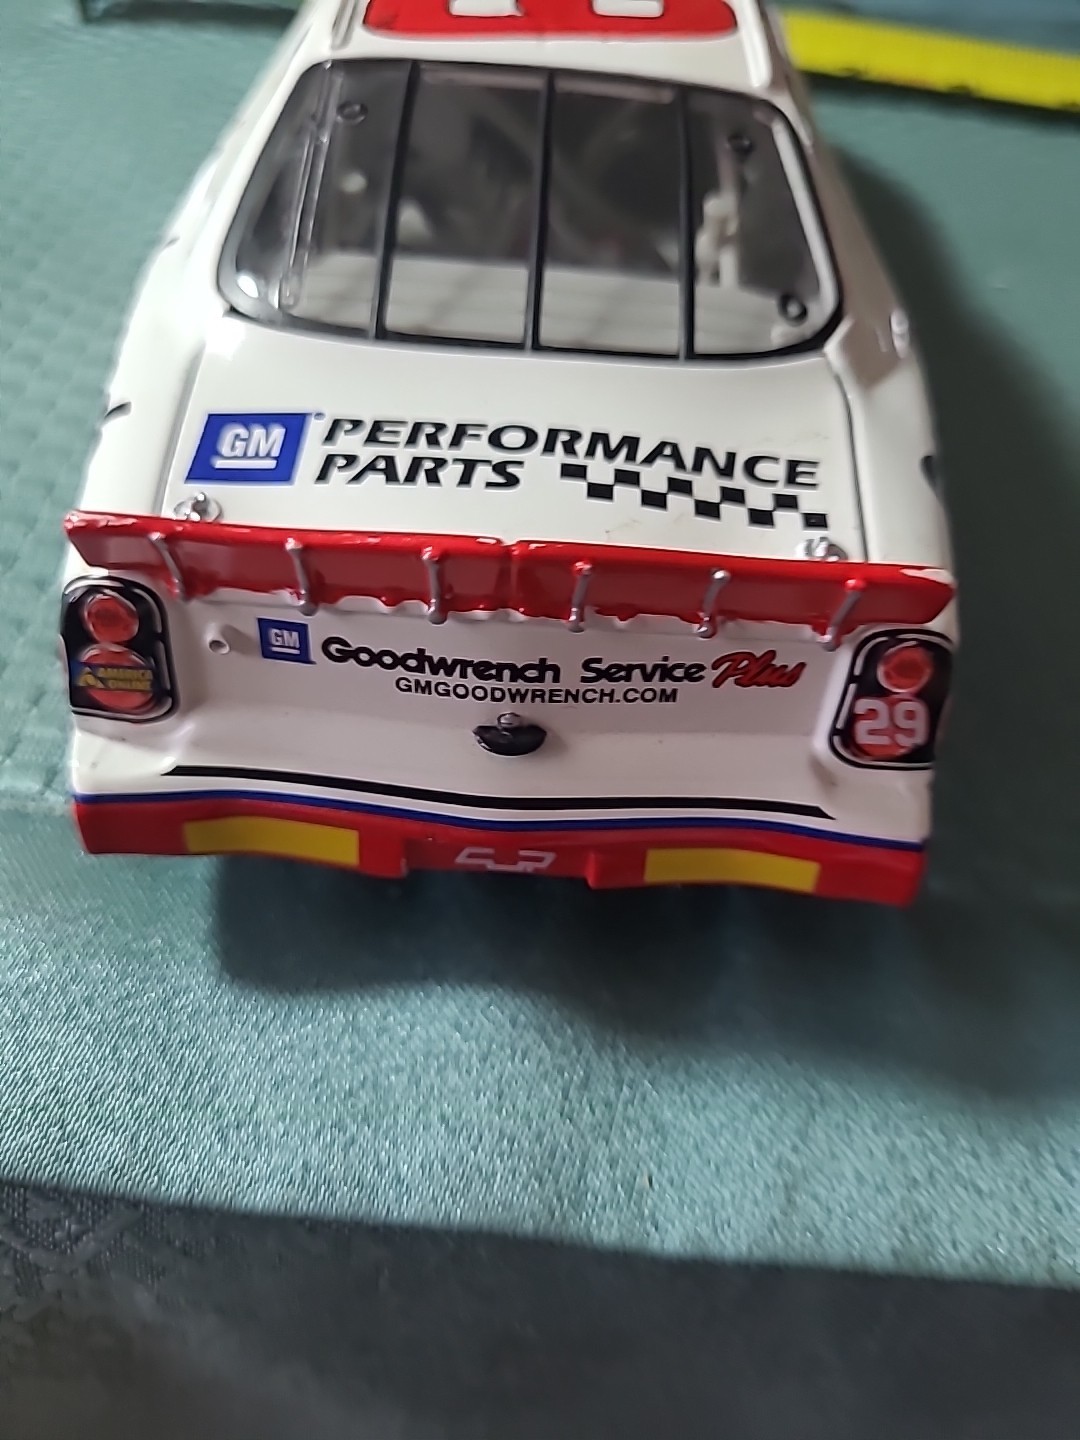 GM PERFORMANCE
PARTS
GM Goodwrench Service Plus
GMGOODWRENCH.COM
29